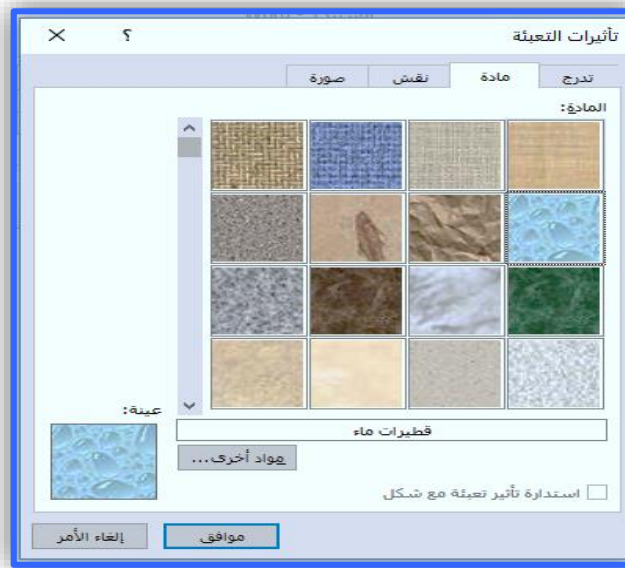 تأثيرات التعبئة ؟ ×
تدرج مادة نقش صورة
المادة:
قطيرات ماء
عينة:
مواد أخرى...
استدارة تأثير تعبئة مع شكل
موافق إلغاء الأمر